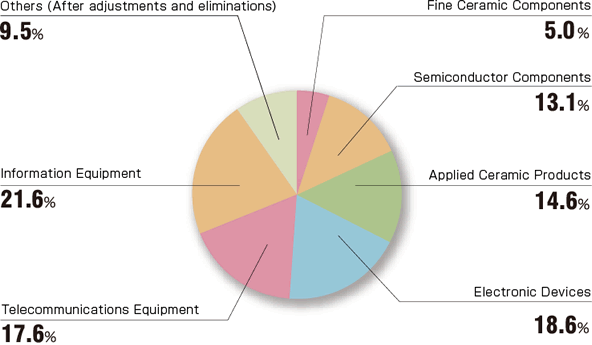 Others (After adjustments and eliminations)
9.5%
Fine Ceramic Components
5.0%
Semiconductor Components
13.1%
Information Equipment
21.6%
Applied Ceramic Products
14.6%
Electronic Devices
18.6%
Telecommunications Equipment
17.6%